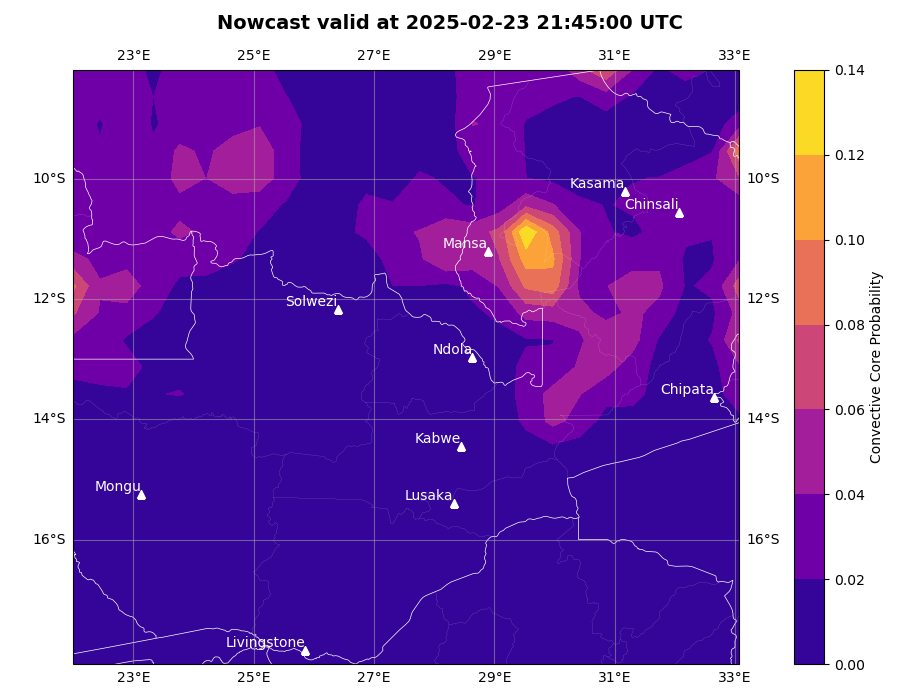 Nowcast valid at 2025-02-23 21:45:00 UTC
23°E 25°E 27°E 29°E 31°E 33°E
0.14
0.12
10°S 10°S
Kasama
Chinsali
Mansa
0.10
12°S 12°S
Solwezi
0.08
Ndola
Chipata
0.06
14°S 14°S
Kabwe
Mongu
Lusaka
0.04
16°S 16°S
0.02
Livingstone
0.00
23°E 25°E 27°E 29°E 31°E 33°E
Convective Core Probability